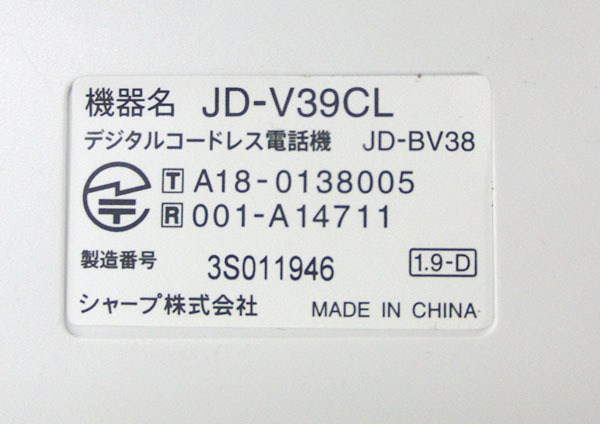 機器名 JD-V39CL
デジタルコードレス電話機 JD-BV38
T A18-0138005
R 001-A14711
製造番号 3S011946 1.9-D
シャープ株式会社 MADE IN CHINA